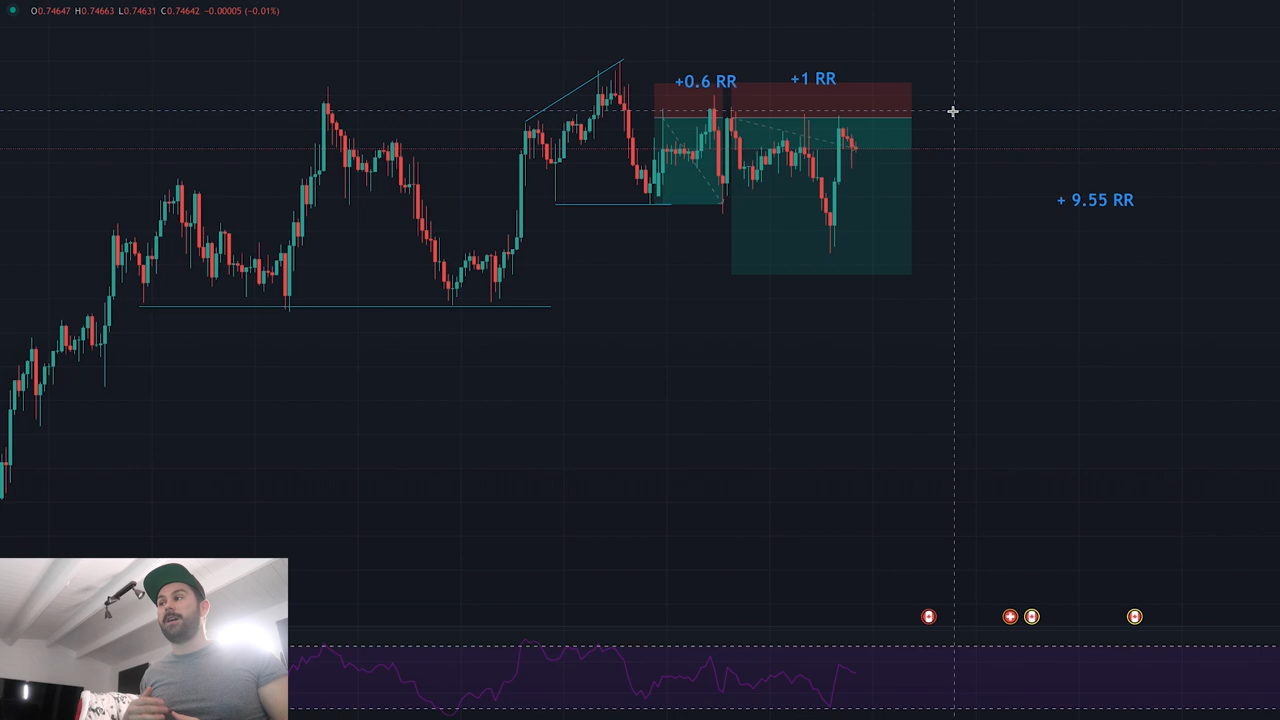 O0.74647 H0.74663 L0.74631 C0.74642 −0.00005 (−0.01%)
+0.6 RR
+1 RR
+ 9.55 RR